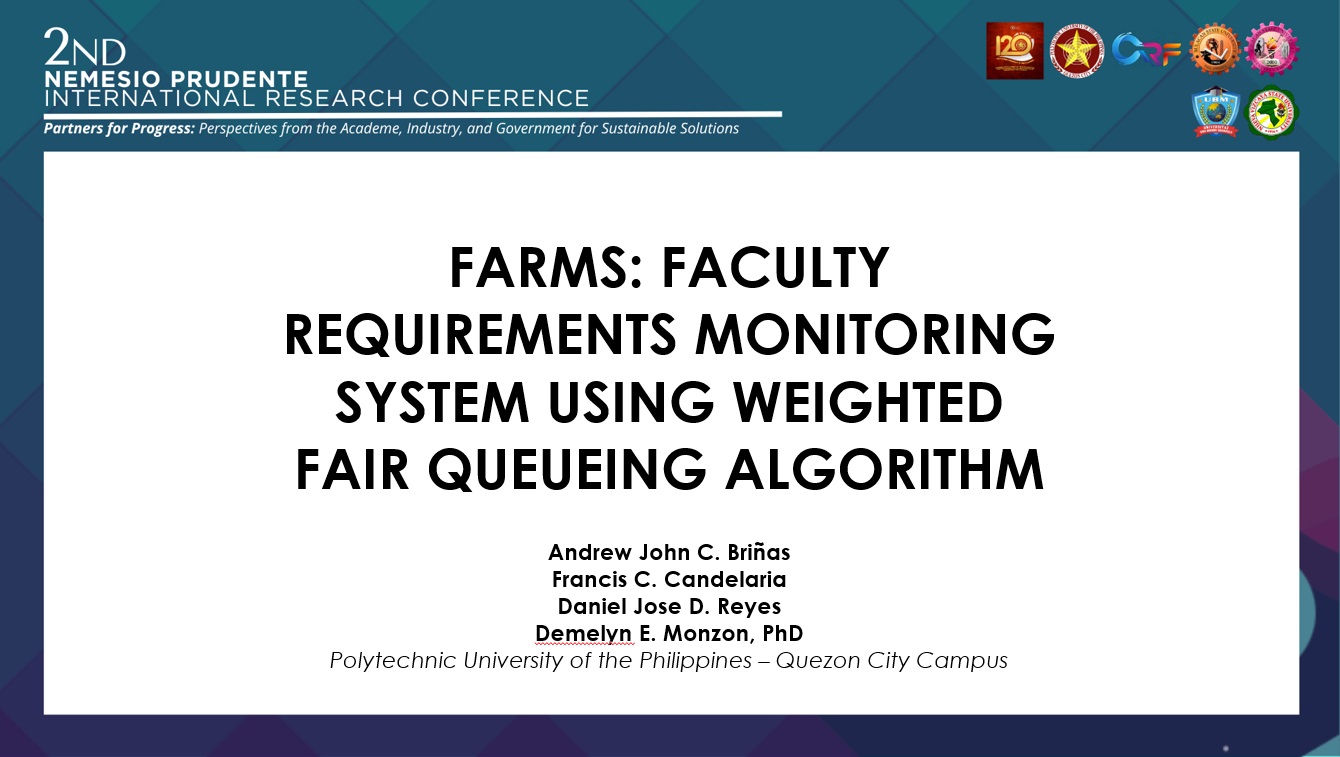 2ND
NEMESIO PRUDENTE
INTERNATIONAL RESEARCH CONFERENCE
Partners for Progress: Perspectives from the Academe, Industry, and Government for Sustainable Solutions
120
CRF
UBM
FARMS: FACULTY
REQUIREMENTS MONITORING
SYSTEM USING WEIGHTED
FAIR QUEUEING ALGORITHM
Andrew John C. Briñas
Francis C. Candelaria
Daniel Jose D. Reyes
Demelyn E. Monzon, PhD
Polytechnic University of the Philippines – Quezon City Campus